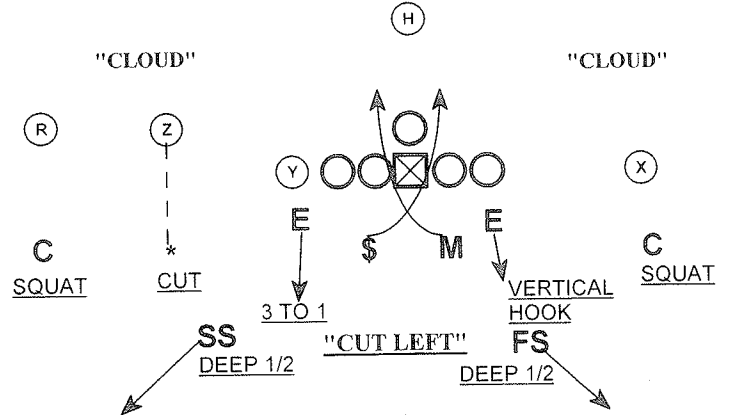 H
"CLOUD" "CLOUD"
R Z
Y X
E E
C $ M C
SQUAT * CUT SQUAT
3 TO 1 VERTICAL
HOOK
SS "CUT LEFT" FS
DEEP 1/2 DEEP 1/2